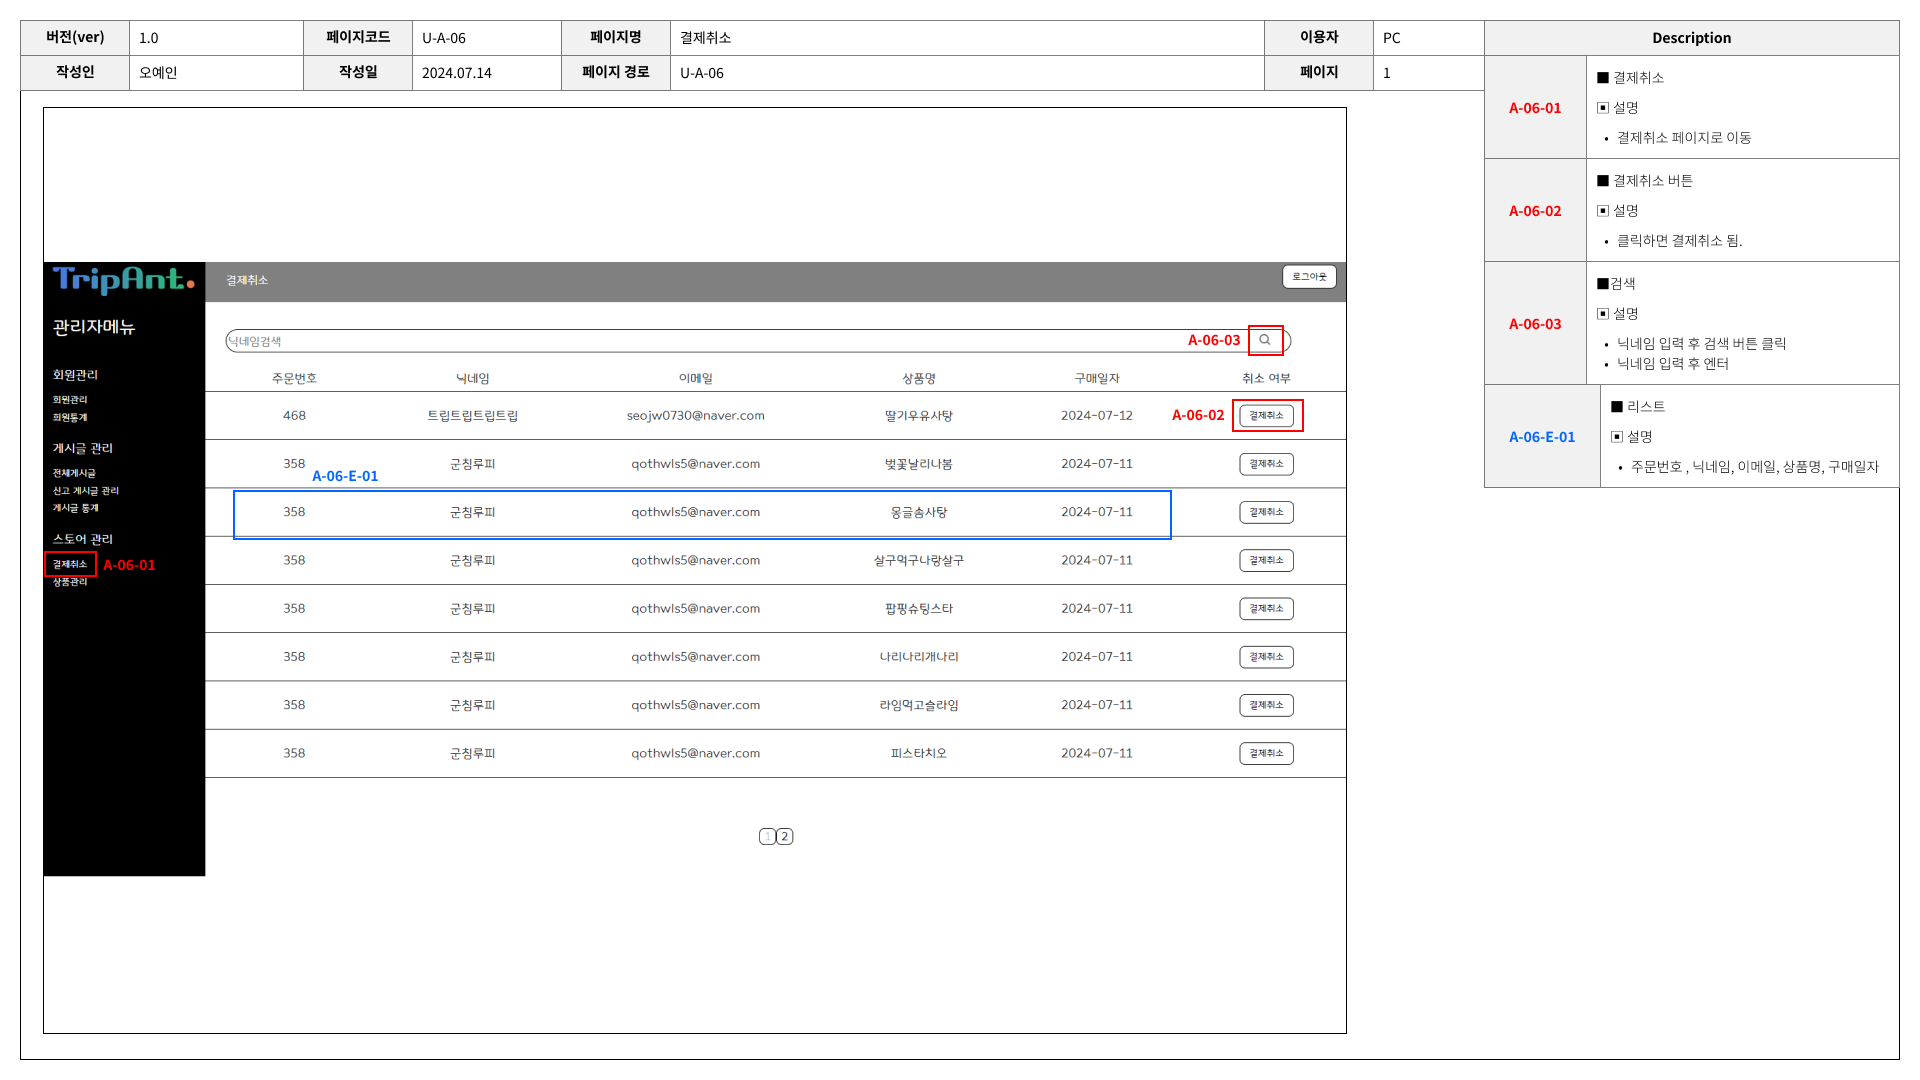 버전(ver) 1.0 페이지코드 U-A-06 페이지명 결제취소 이용자 PC
작성인 오예인 작성일 2024.07.14 페이지 경로 U-A-06 페이지 1
TripAnt.
관리자메뉴
회원관리
회원관리
회원통계
게시글 관리
전체게시글
신고 게시글 관리
게시글 통계
스토어 관리
결제취소 A-06-01
상품관리
결제취소 로그아웃
닉네임검색 A-06-03
주문번호 닉네임 이메일 상품명 구매일자 취소 여부
468 트립트립트립트립 seojw0730@naver.com 딸기우유사탕 2024-07-12 A-06-02 결제취소
358 군침루피 qothwls5@naver.com 벚꽃날리나봄 2024-07-11 결제취소
A-06-E-01
358 군침루피 qothwls5@naver.com 몽글솜사탕 2024-07-11 결제취소
358 군침루피 qothwls5@naver.com 살구먹구나랑살구 2024-07-11 결제취소
358 군침루피 qothwls5@naver.com 팝핑슈팅스타 2024-07-11 결제취소
358 군침루피 qothwls5@naver.com 나리나리개나리 2024-07-11 결제취소
358 군침루피 qothwls5@naver.com 라임먹고슬라임 2024-07-11 결제취소
358 군침루피 qothwls5@naver.com 피스타치오 2024-07-11 결제취소
1 2
Description
A-06-01
■ 결제취소
▣ 설명
• 결제취소 페이지로 이동
A-06-02
■ 결제취소 버튼
▣ 설명
• 클릭하면 결제취소 됨.
A-06-03
■검색
▣ 설명
• 닉네임 입력 후 검색 버튼 클릭
• 닉네임 입력 후 엔터
A-06-E-01
■ 리스트
▣ 설명
• 주문번호 , 닉네임, 이메일, 상품명, 구매일자